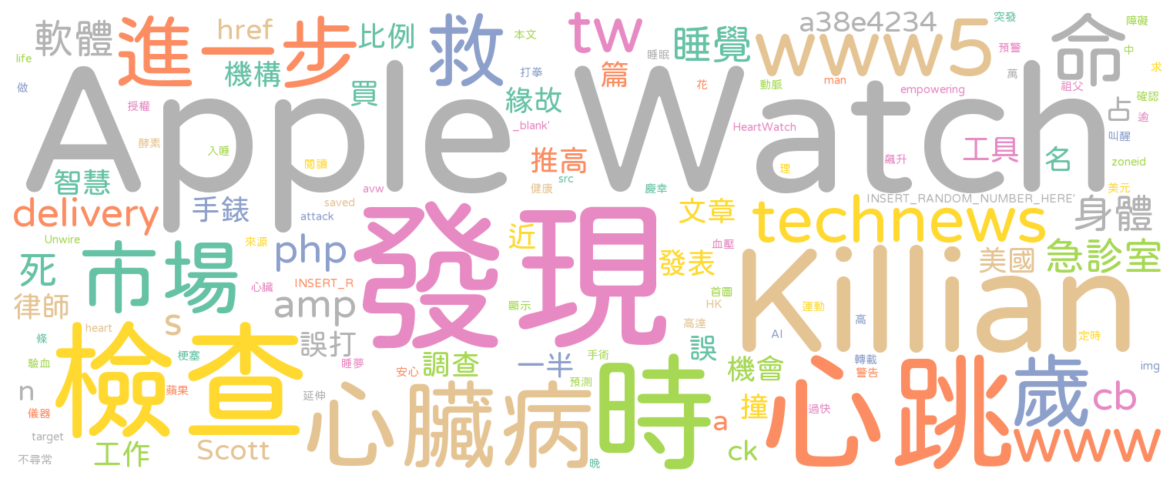 life
軟體
進一步
href
比例
救
本文
tw
睡覺
a38e4234
突發
障礙
www5
命
預警
中
求
做
機構
買
打拳
睡眠
篇
花
動脈
man
萬
祖父
empowering
確認
授權
緣故
占
逾
Apple Watch
酵素
_blank'
HeartWatch
叫醒
入睡
閱讀
推高
理
飆升
工具
名
zoneid
智慧
src
健康
慶幸
美元
avw
saved
INSERT_RANDOM_NUMBER_HERE'
delivery
手錶
attack
發現
文章
technews
身體
Unwire
來源
php
近
血壓
美國
急診室
死
市場
心臟
INSERT_R
發表
首圖
HK
Killian
律師
amp
顯示
運動
s
高達
AI
高
定時
heart
條
誤打
誤
驗血
梗塞
睡夢
調查
一半
手術
時
機會
轉載
警告
img
檢查
安心
預測
n
蘋果
延伸
心臟病
撞
過快
心跳
歲
cb
儀器
a
target
工作
Scott
ck
www
不尋常
晚